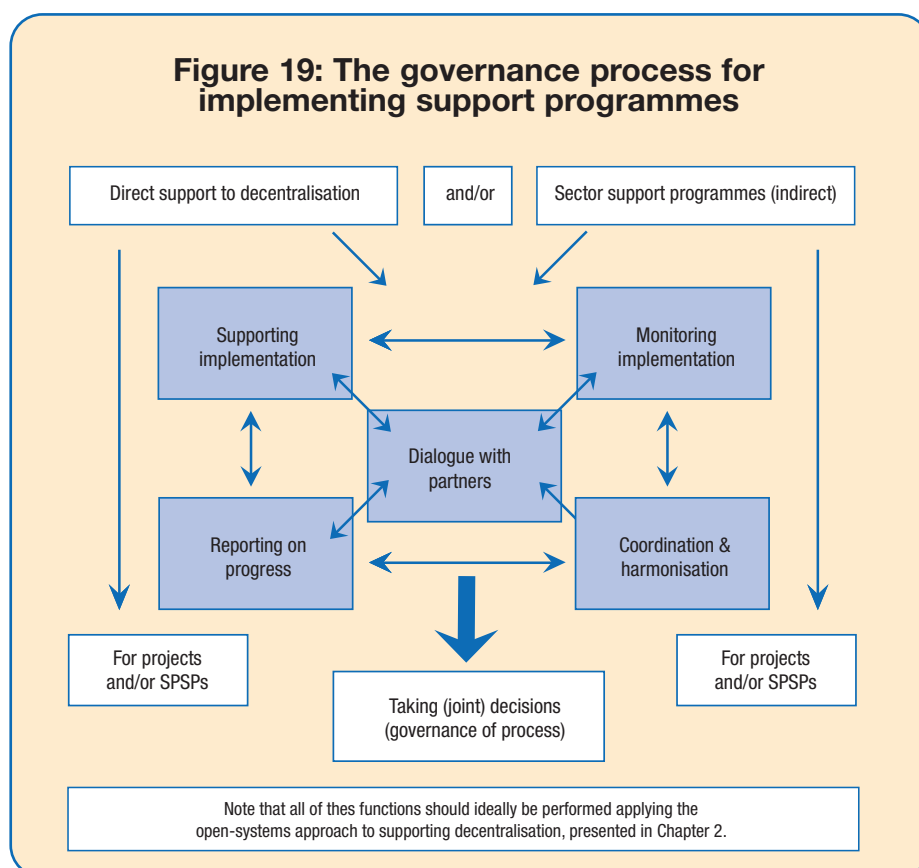 Figure 19: The governance process for
implementing support programmes
Direct support to decentralisation
and/or
Sector support programmes (indirect)
Supporting
implementation
Monitoring
implementation
Dialogue with
partners
Reporting on
progress
Coordination &
harmonisation
For projects
and/or SPSPs
For projects
and/or SPSPs
Taking (joint) decisions
(governance of process)
Note that all of thes functions should ideally be performed applying the
open-systems approach to supporting decentralisation, presented in Chapter 2.